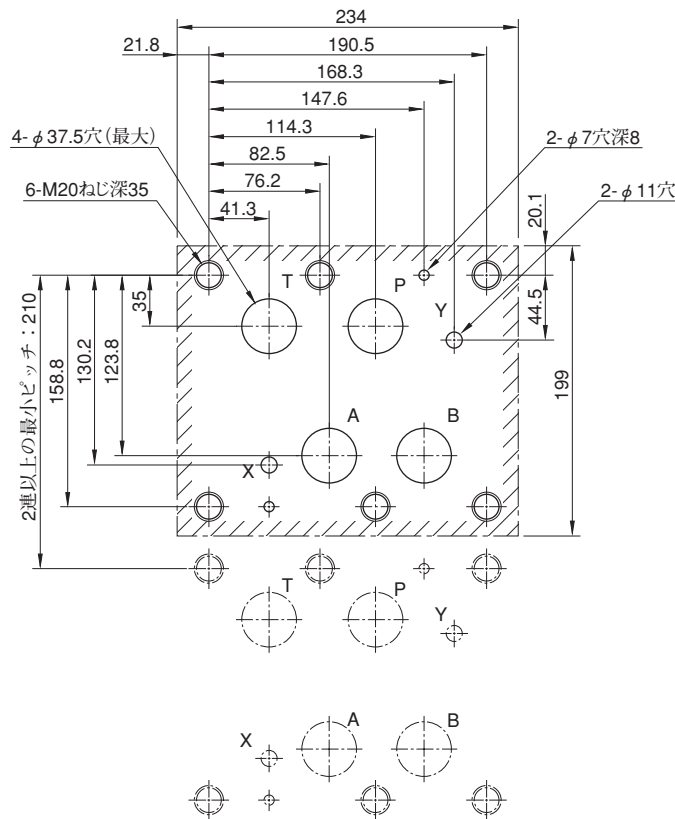 234
21.8
190.5
168.3
147.6
4-φ37.5穴(最大)
114.3
2-φ7穴深8
82.5
6-M20ねじ深35
76.2
2-φ11穴
41.3
20.1
T
P
Y
35
44.5
2連以上の最小ピッチ:210
158.8
130.2
123.8
199
A
B
X
T
P
Y
A
B
X